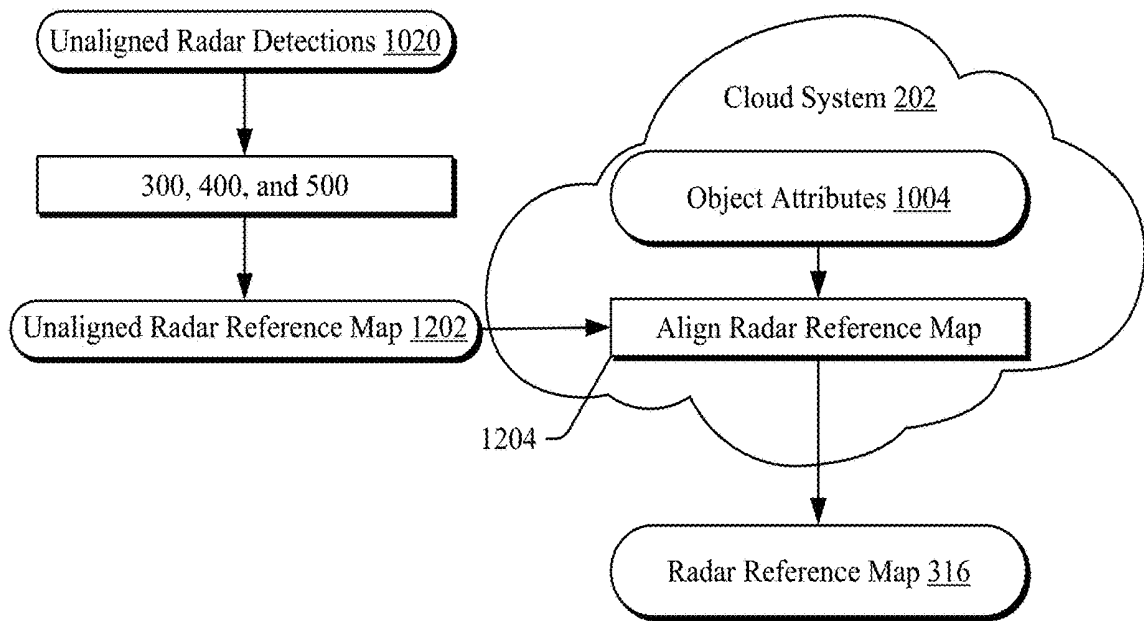 Unaligned Radar Detections 1020
Cloud System 202
300, 400, and 500
Object Attributes 1004
Unaligned Radar Reference Map 1202
Align Radar Reference Map
1204
Radar Reference Map 316